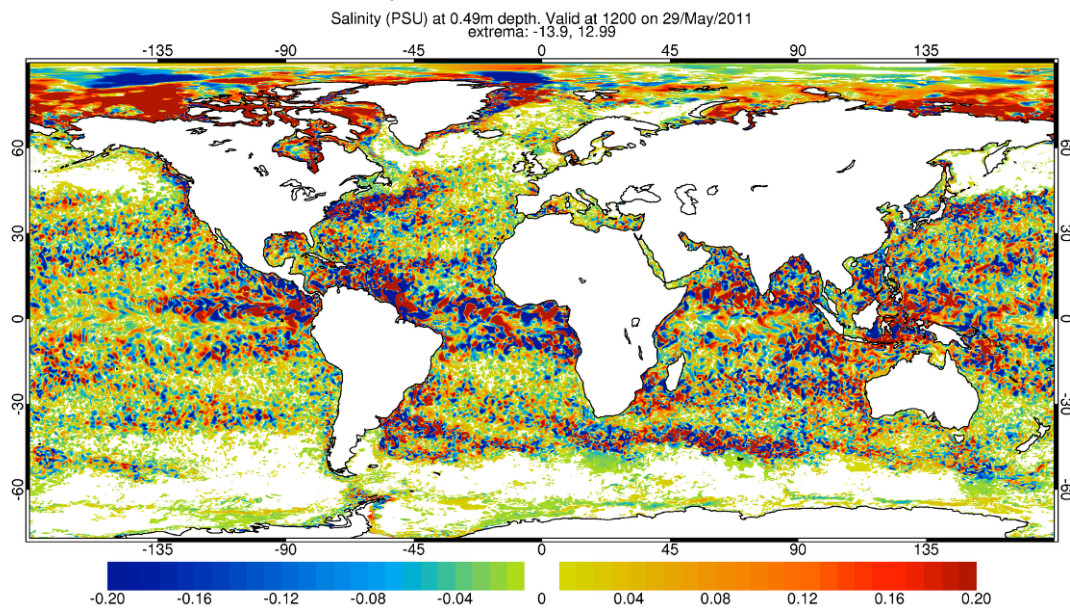 Salinity (PSU) at 0.49m depth. Valid at 1200 on 29/May/2011
extrema: -13.9, 12.99
-135 -90 -45 0 45 90 135
60 60
30 30
0 0
-30 -30
-60 -60
-135 -90 -45 0 45 90 135
-0.20 -0.16 -0.12 -0.08 -0.04 0 0.04 0.08 0.12 0.16 0.20